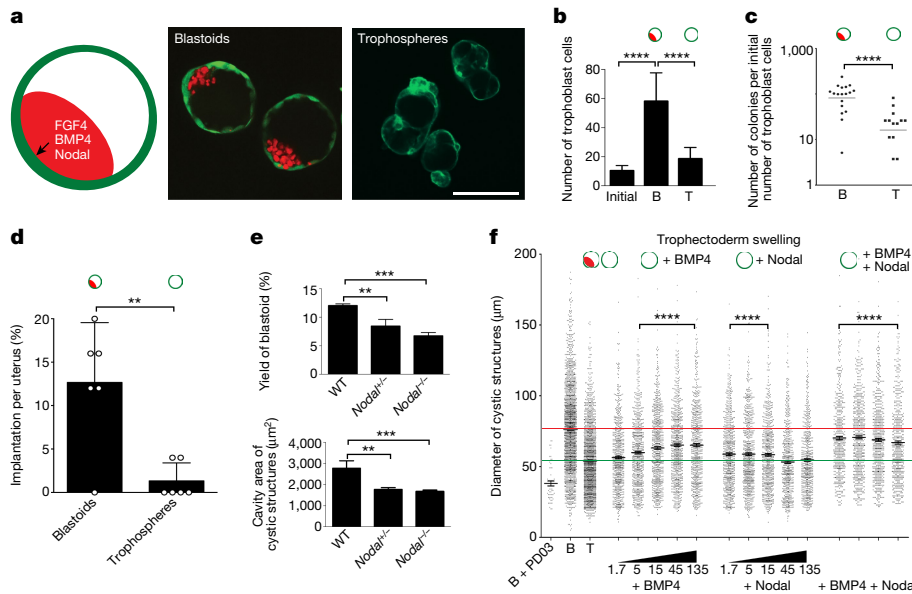 a
FGF4
BMP4
Nodal
Blastoids
Trophospheres
b
Number of trophoblast cells
80
60
40
20
0
****
****
Initial
B
T
c
Number of colonies per initial
number of trophoblast cells
1,000
10
1
****
B
T
d
Implantation per uterus (%)
20
15
10
5
0
**
Blastoids
Trophospheres
e
Yield of blastoid (%)
15
10
5
0
***
**
WT
Nodal+/−
Nodal−/−
Cavity area of
cystic structures (μm²)
4,000
3,000
2,000
1,000
0
***
**
WT
Nodal+/−
Nodal−/−
f
Trophectoderm swelling
+ BMP4
+ Nodal
+ BMP4
+ Nodal
Diameter of cystic structures (μm)
200
150
100
50
0
****
****
****
B + PD03
B
T
1.7 5 15 45 135
+ BMP4
1.7 5 15 45 135
+ Nodal
+ BMP4 + Nodal